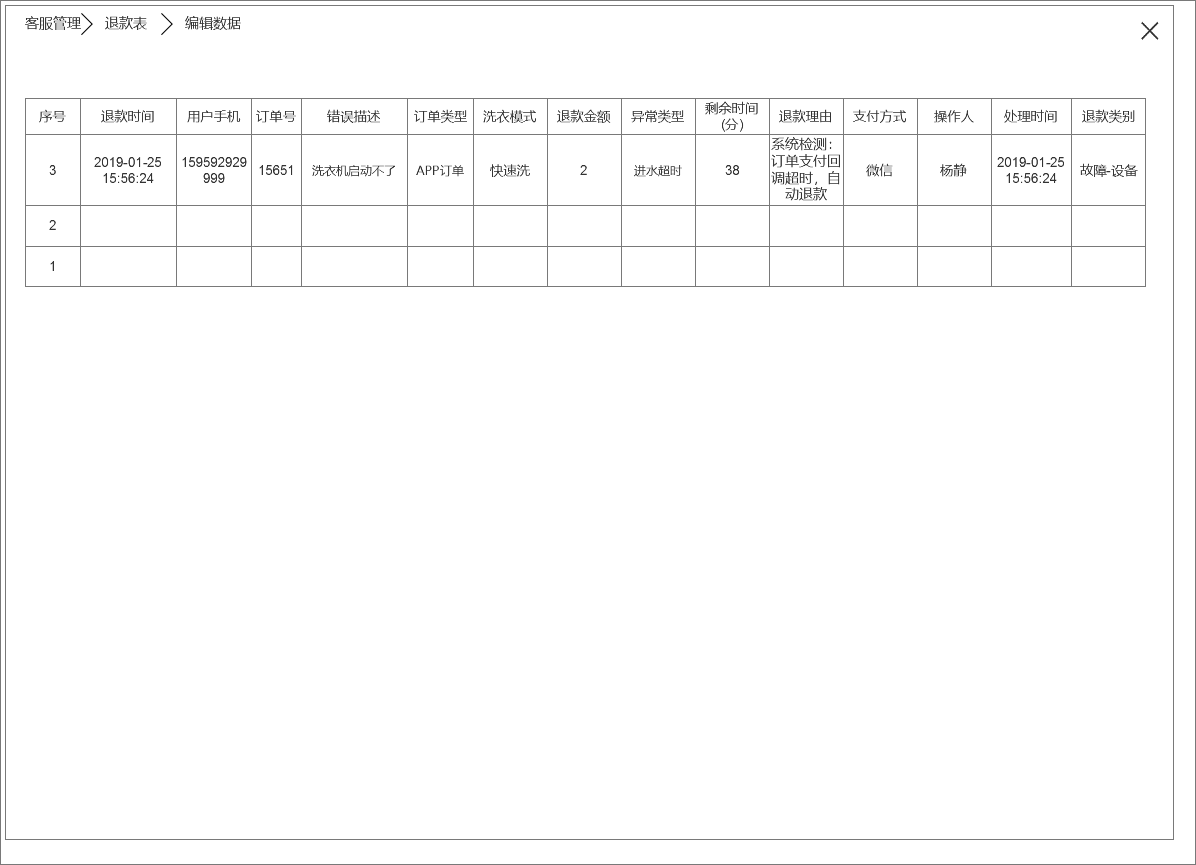 客服管理 退款表 编辑数据
序号 退款时间 用户手机 订单号 错误描述 订单类型 洗衣模式 退款金额 异常类型 剩余时间(分) 退款理由 支付方式 操作人 处理时间 退款类别
3 2019-01-25 15:56:24 159592929999 15651 洗衣机启动不了 APP订单 快速洗 2 进水超时 38 系统检测：订单支付回调超时，自动退款 微信 杨静 2019-01-25 15:56:24 故障-设备
2
1